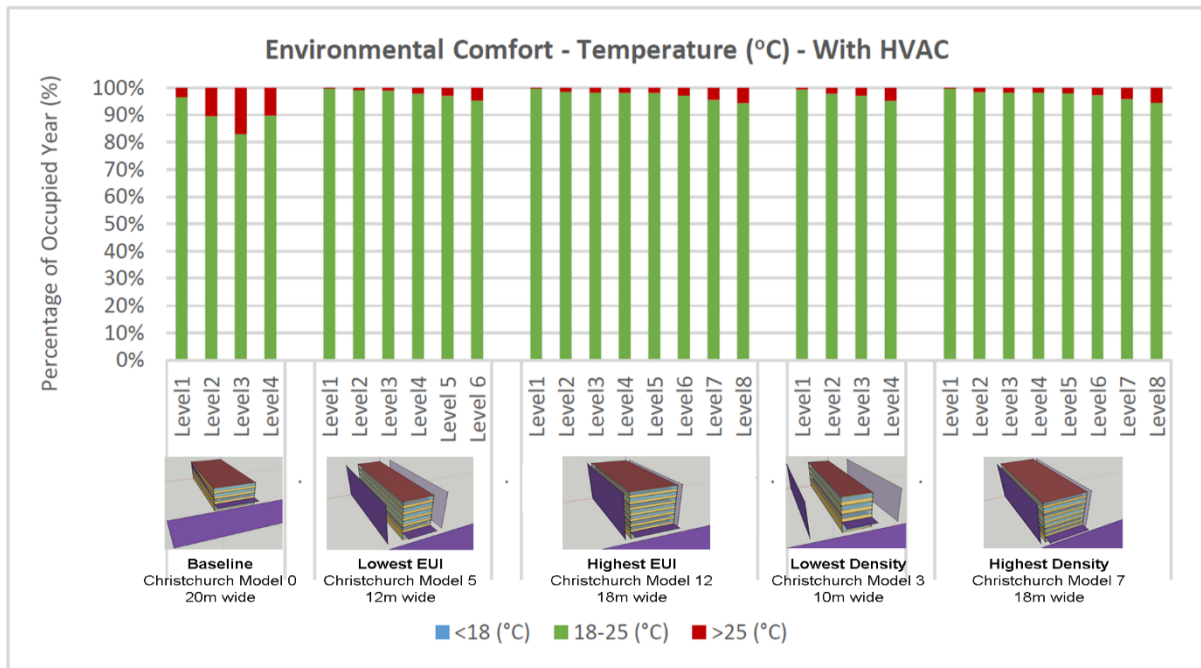 Environmental Comfort - Temperature (°C) - With HVAC
Percentage of Occupied Year (%)
100%
90%
80%
70%
60%
50%
40%
30%
20%
10%
0%
Level1
Level2
Level3
Level4
Level1
Level2
Level3
Level4
Level 5
Level 6
Level1
Level2
Level3
Level4
Level5
Level6
Level7
Level8
Level1
Level2
Level3
Level4
Level1
Level2
Level3
Level4
Level5
Level6
Level7
Level8
Baseline
Christchurch Model 0
20m wide
Lowest EUI
Christchurch Model 5
12m wide
Highest EUI
Christchurch Model 12
18m wide
Lowest Density
Christchurch Model 3
10m wide
Highest Density
Christchurch Model 7
18m wide
<18 (°C)
18-25 (°C)
>25 (°C)